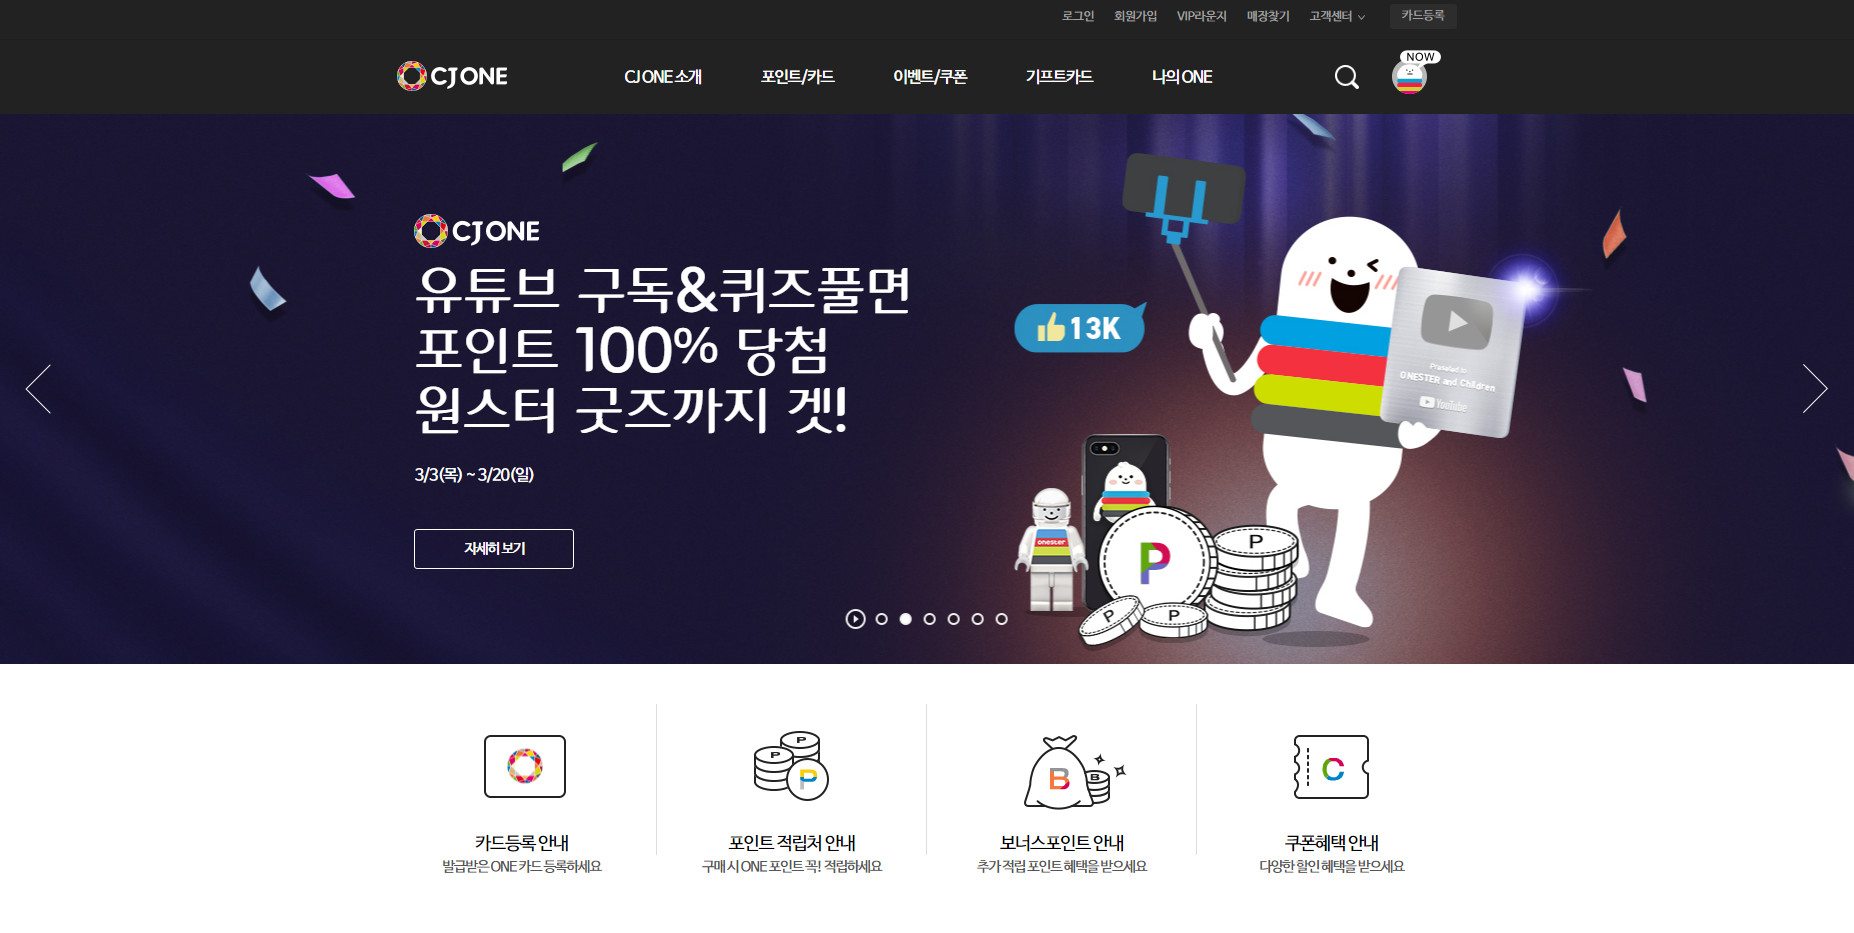 로그인 회원가입 VIP라운지 매장찾기 고객센터 카드등록
CJ ONE CJ ONE 소개 포인트/카드 이벤트/쿠폰 기프트카드 나의 ONE NOW
CJ ONE
유튜브 구독&퀴즈풀면
포인트 100% 당첨
원스터 굿즈까지 겟!
3/3(목) ~ 3/20(일)
자세히 보기
13K
Presented to
ONESTER and Children
YouTube
onester
P
P
P
P
P P B B C
카드등록 안내 포인트 적립처 안내 보너스포인트 안내 쿠폰혜택 안내
발급받은 ONE 카드 등록하세요 구매 시 ONE 포인트 꼭! 적립하세요 추가 적립 포인트 혜택을 받으세요 다양한 할인 혜택을 받으세요